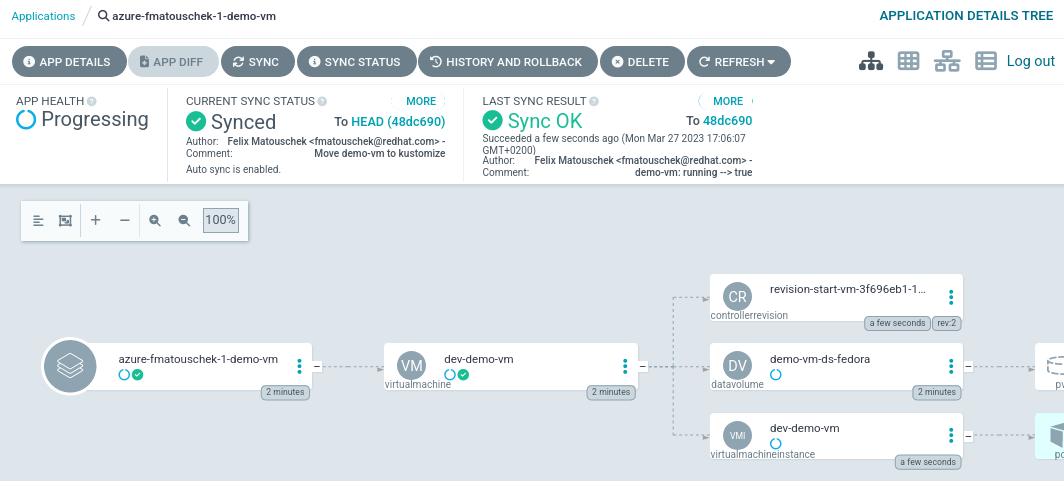 Applications / azure-fmatouschek-1-demo-vm
APPLICATION DETAILS TREE
APP DETAILS
APP DIFF
SYNC
SYNC STATUS
HISTORY AND ROLLBACK
DELETE
REFRESH
Log out
APP HEALTH
Progressing
CURRENT SYNC STATUS
MORE
Synced
To HEAD (48dc690)
Author: Felix Matouschek <fmatouschek@redhat.com> -
Comment: Move demo-vm to kustomize
Auto sync is enabled.
LAST SYNC RESULT
MORE
Sync OK
To 48dc690
Succeeded a few seconds ago (Mon Mar 27 2023 17:06:07
GMT+0200)
Author: Felix Matouschek <fmatouschek@redhat.com> -
Comment: demo-vm: running --> true
100%
azure-fmatouschek-1-demo-vm
2 minutes
VM
virtualmachine
dev-demo-vm
2 minutes
CR
controllerrevision
revision-start-vm-3f696eb1-1...
a few seconds
rev:2
DV
datavolume
demo-vm-ds-fedora
2 minutes
VMI
virtualmachineinstance
dev-demo-vm
a few seconds